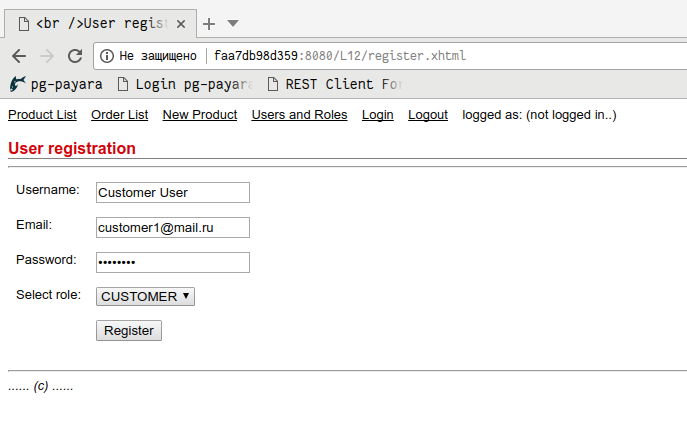 <br />User regist
Не защищено faa7db98d359:8080/L12/register.xhtml
pg-payara Login pg-payara REST Client For
Product List Order List New Product Users and Roles Login Logout logged as: (not logged in..)
User registration
Username: Customer User
Email: customer1@mail.ru
Password: ••••••••
Select role: CUSTOMER
Register
...... (c) ......